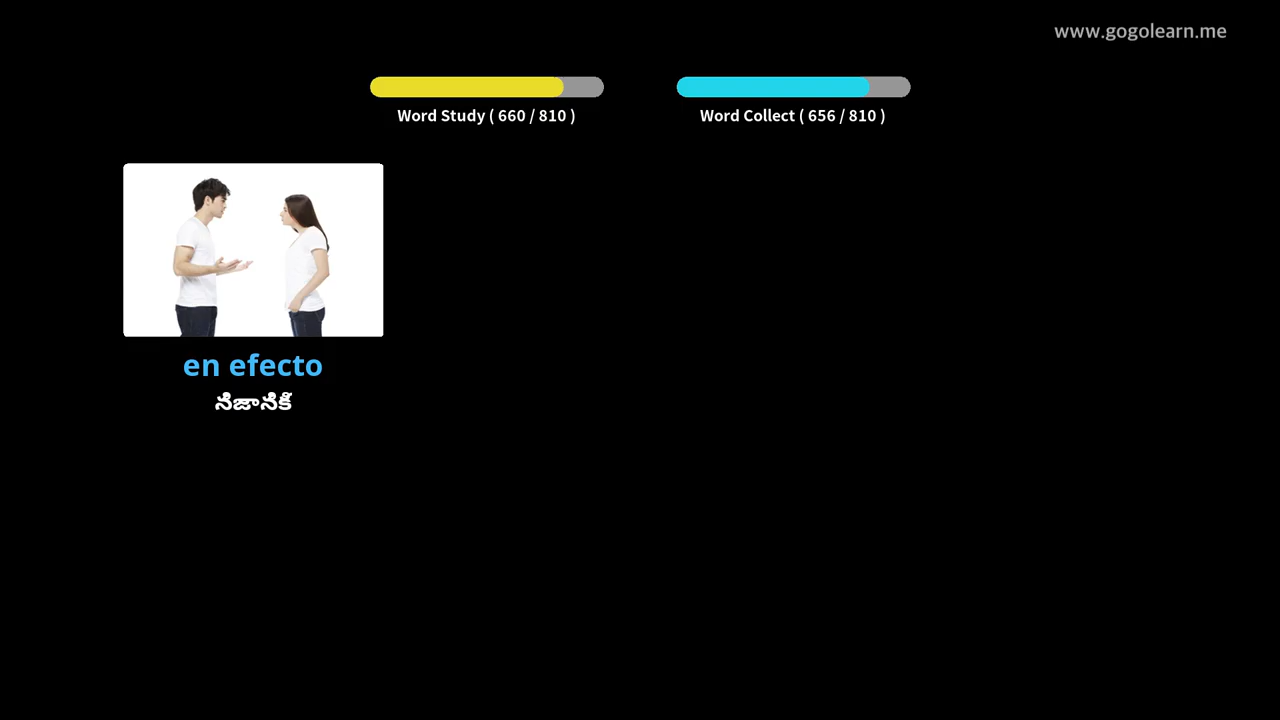 www.gogolearn.me
Word Study ( 660 / 810 )
Word Collect ( 656 / 810 )
en efecto
నిజానికి